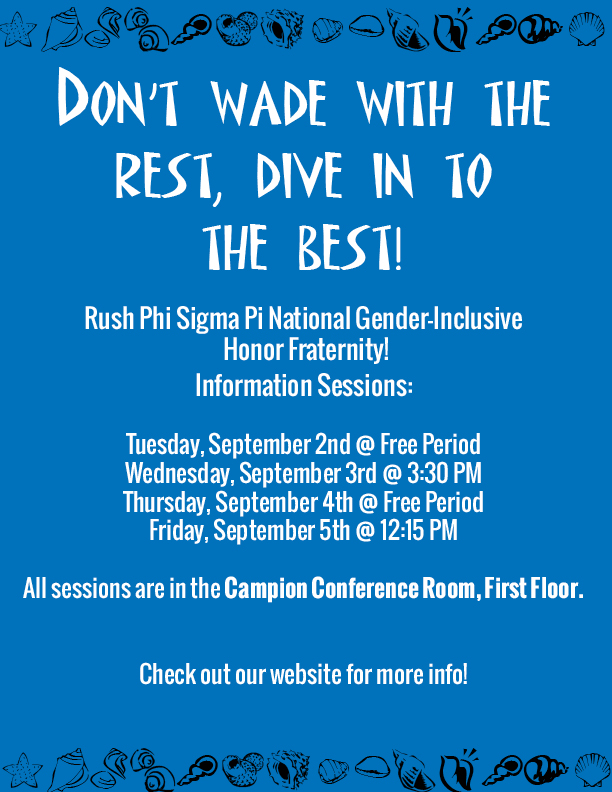 Don't wade with the
rest, dive in to
the best!
Rush Phi Sigma Pi National Gender-Inclusive
Honor Fraternity!
Information Sessions:
Tuesday, September 2nd @ Free Period
Wednesday, September 3rd @ 3:30 PM
Thursday, September 4th @ Free Period
Friday, September 5th @ 12:15 PM
All sessions are in the Campion Conference Room, First Floor.
Check out our website for more info!